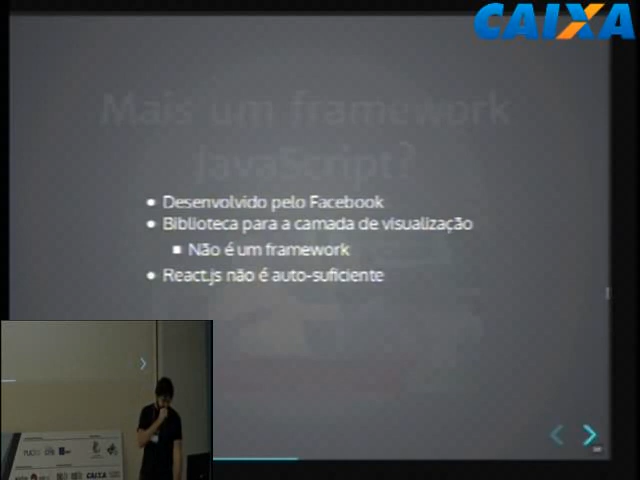 CAIXA
Mais um framework
JavaScript?
Desenvolvido pelo Facebook
Biblioteca para a camada de visualização
Não é um framework
React.js não é auto-suficiente
CAIXA